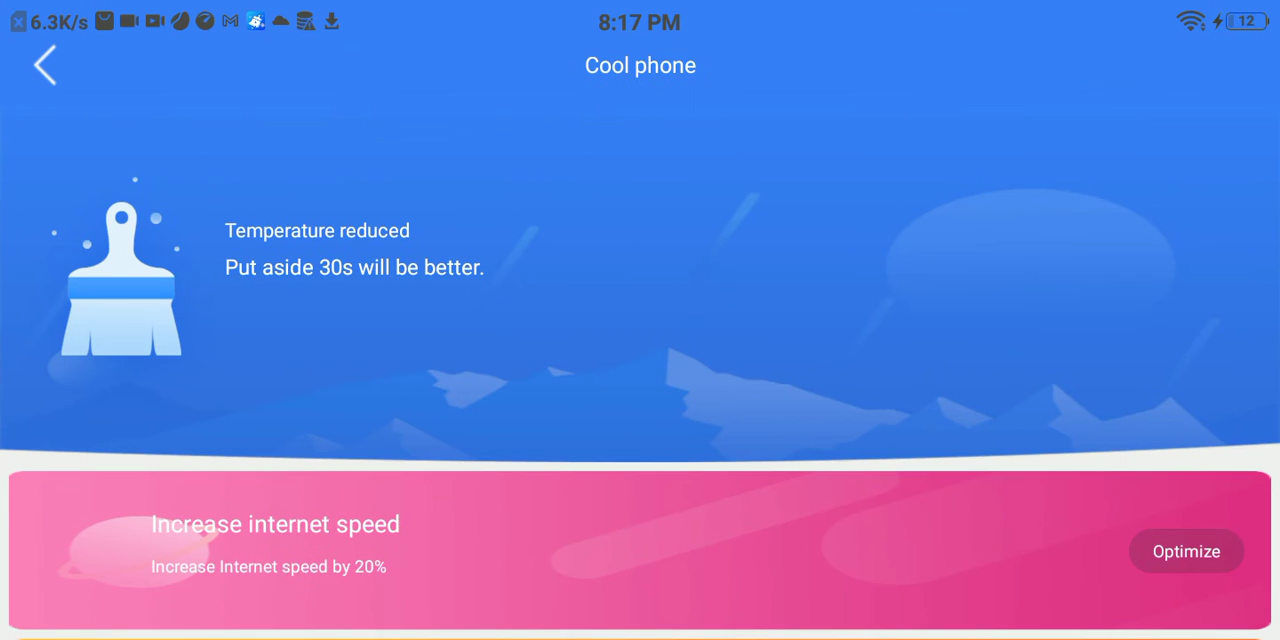 6.3K/s
8:17 PM
12
Cool phone
Temperature reduced
Put aside 30s will be better.
Increase internet speed
Increase Internet speed by 20%
Optimize